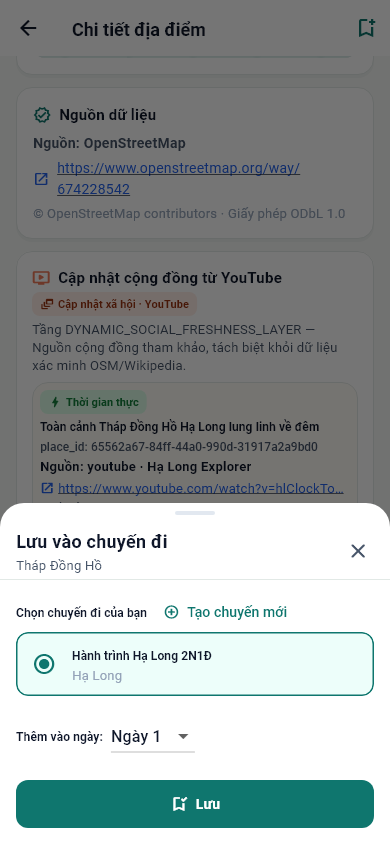 Chi tiết địa điểm
Nguồn dữ liệu
Nguồn: OpenStreetMap
https://www.openstreetmap.org/way/
674228542
© OpenStreetMap contributors · Giấy phép ODbL 1.0
Cập nhật cộng đồng từ YouTube
Cập nhật xã hội · YouTube
Tầng DYNAMIC_SOCIAL_FRESHNESS_LAYER —
Nguồn cộng đồng tham khảo, tách biệt khỏi dữ liệu
xác minh OSM/Wikipedia.
Thời gian thực
Toàn cảnh Tháp Đồng Hồ Hạ Long lung linh về đêm
place_id: 65562a67-84ff-44a0-990d-31917a2a9bd0
Nguồn: youtube · Hạ Long Explorer
https://www.youtube.com/watch?v=hlClockTo…
Lưu vào chuyến đi
Tháp Đồng Hồ
Chọn chuyến đi của bạn
Tạo chuyến mới
Hành trình Hạ Long 2N1Đ
Hạ Long
Thêm vào ngày:
Ngày 1
Lưu